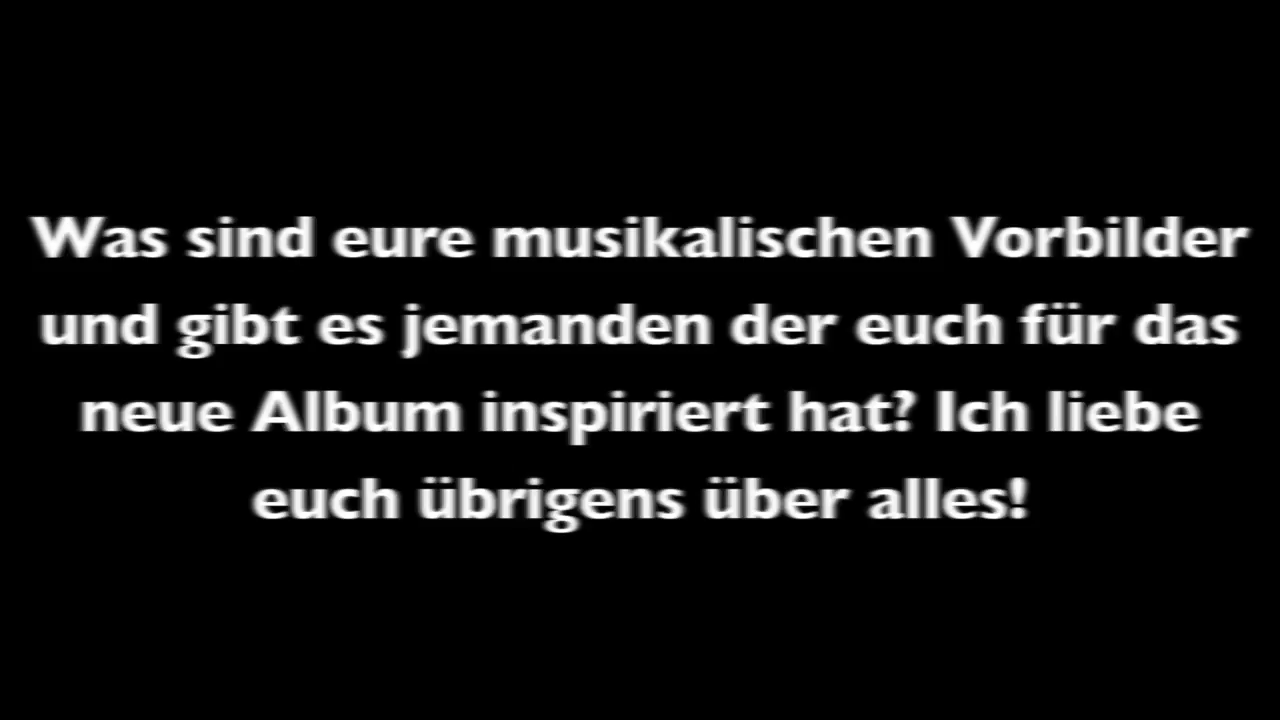 Was sind eure musikalischen Vorbilder
und gibt es jemanden der euch für das
neue Album inspiriert hat? Ich liebe
euch übrigens über alles!